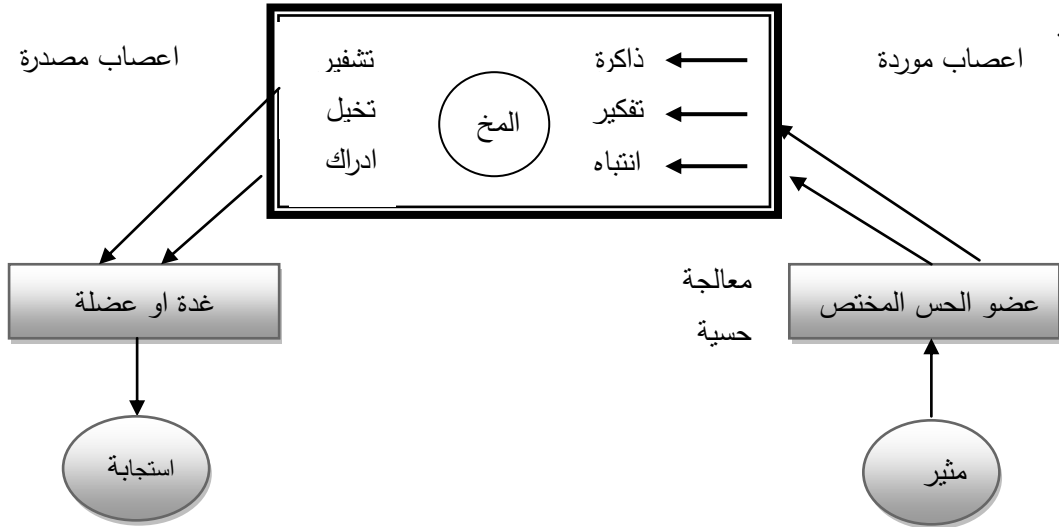 اعصاب موردة
ذاكرة
تفكير
انتباه
المخ
تشفير
تخيل
ادراك
اعصاب مصدرة
عضو الحس المختص
معالجة
حسية
غدة او عضلة
مثير
استجابة